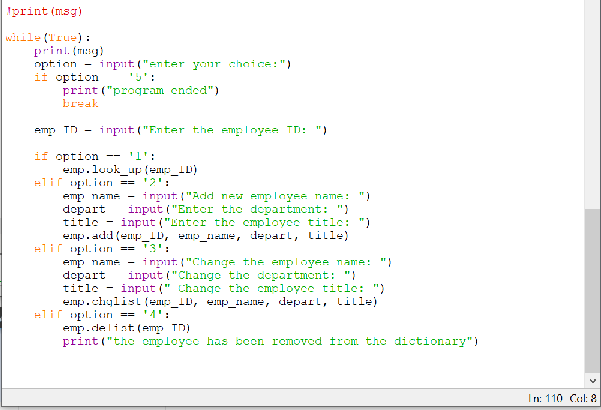 #print(msg)
while(True):
    print(msg)
    option = input("enter your choice:")
    if option == '5':
        print("program ended")
        break
    emp_ID = input("Enter the employee ID: ")
    if option == '1':
        emp.look_up(emp_ID)
    elif option == '2':
        emp_name = input("Add new employee name: ")
        depart = input("Enter the department: ")
        title = input("Enter the employee title: ")
        emp.add(emp_ID, emp_name, depart, title)
    elif option == '3':
        emp_name = input("Change the employee name: ")
        depart = input("Change the department: ")
        title = input(" Change the employee title: ")
        emp.chglist(emp_ID, emp_name, depart, title)
    elif option == '4':
        emp.delist(emp_ID)
        print("the employee has been removed from the dictionary")
Ln: 110 Col: 8